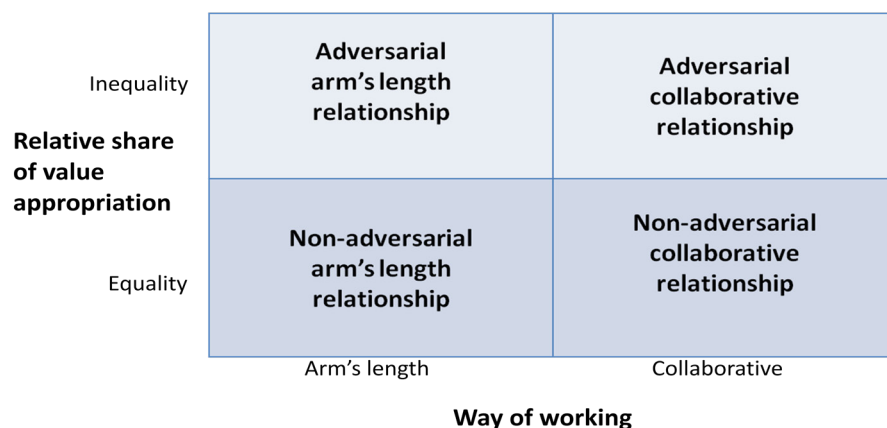 Adversarial
arm's length
relationship
Adversarial
collaborative
relationship
Inequality
Relative share
of value
appropriation
Non-adversarial
arm's length
relationship
Non-adversarial
collaborative
relationship
Equality
Arm's length
Collaborative
Way of working